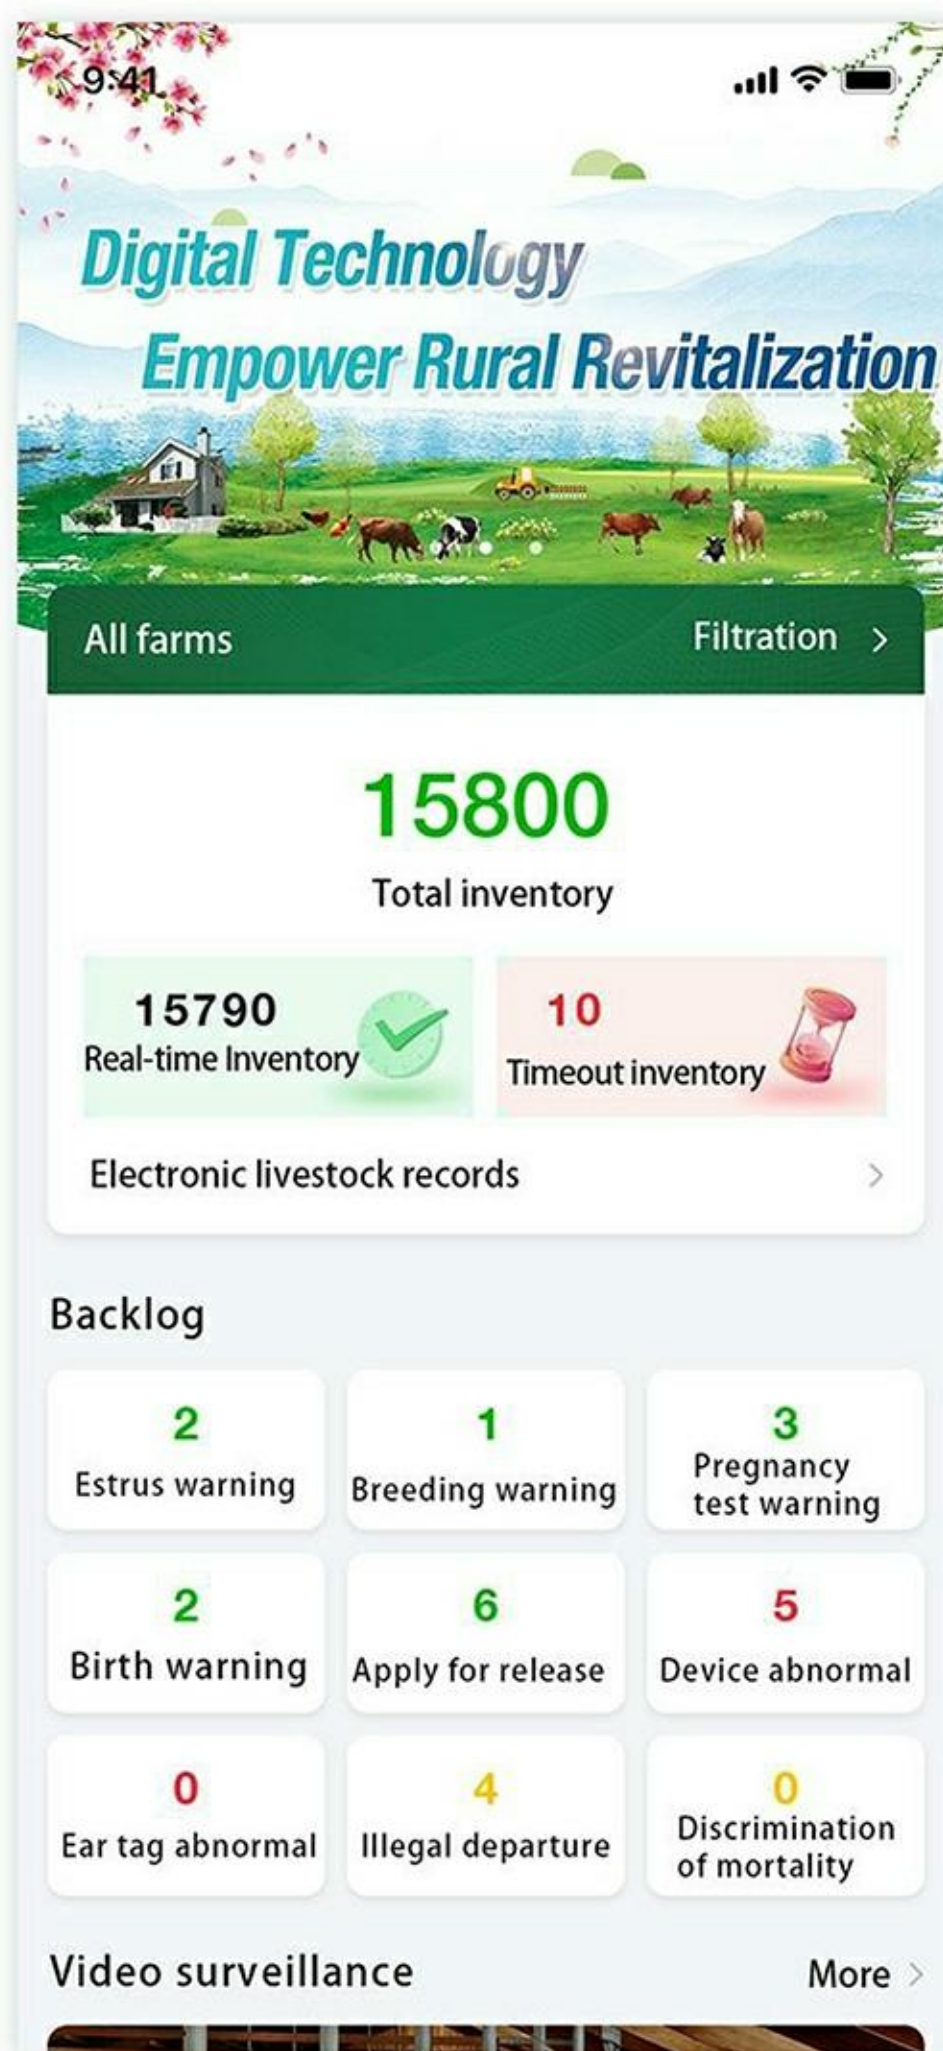 9:41
Digital Technology
Empower Rural Revitalization
All farms
Filtration >
15800
Total inventory
15790
Real-time Inventory
10
Timeout inventory
Electronic livestock records >
Backlog
2
Estrus warning
1
Breeding warning
3
Pregnancy
test warning
2
Birth warning
6
Apply for release
5
Device abnormal
0
Ear tag abnormal
4
Illegal departure
0
Discrimination
of mortality
Video surveillance
More >